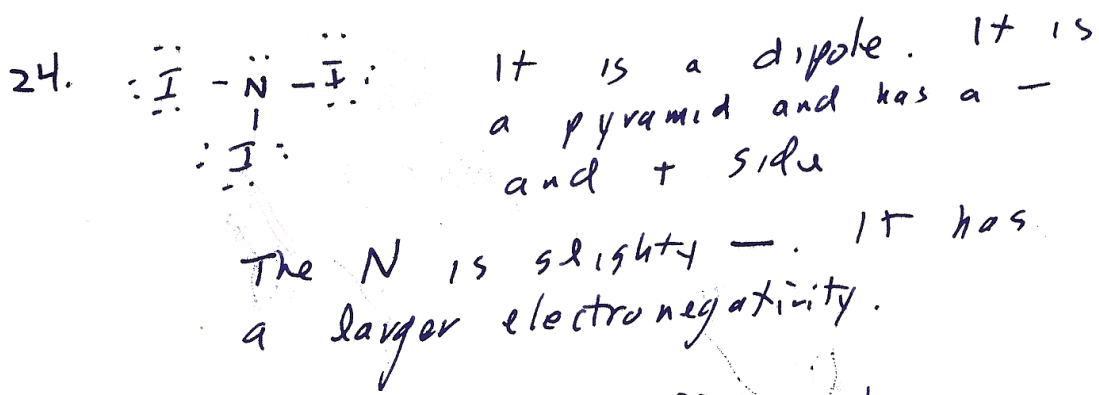 24. :Ï - N̈ - Ï: It is a dipole. It is
| a pyramid and has a -
:I: and + side
The N is slighty -. It has
a larger electronegativity.